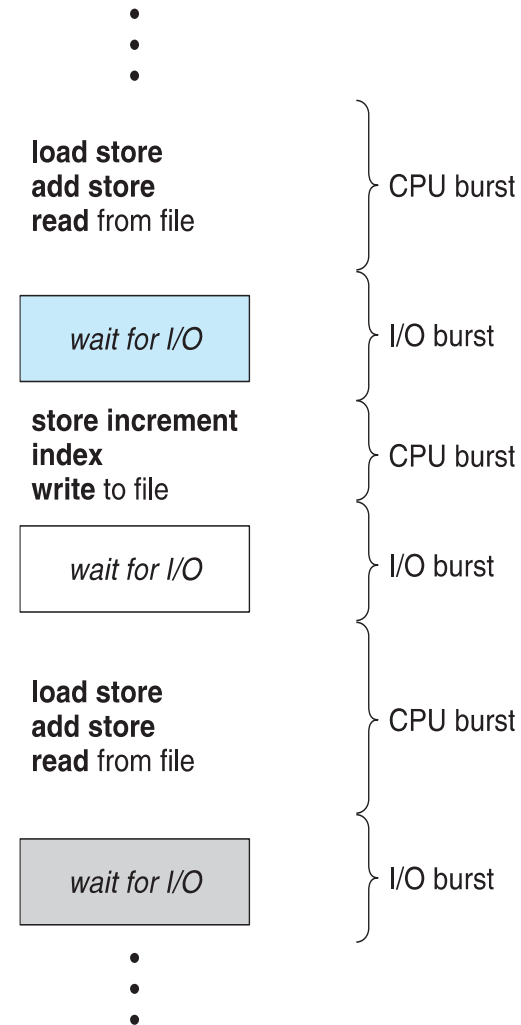 load store
add store
read from file
CPU burst
wait for I/O
I/O burst
store increment
index
write to file
CPU burst
wait for I/O
I/O burst
load store
add store
read from file
CPU burst
wait for I/O
I/O burst